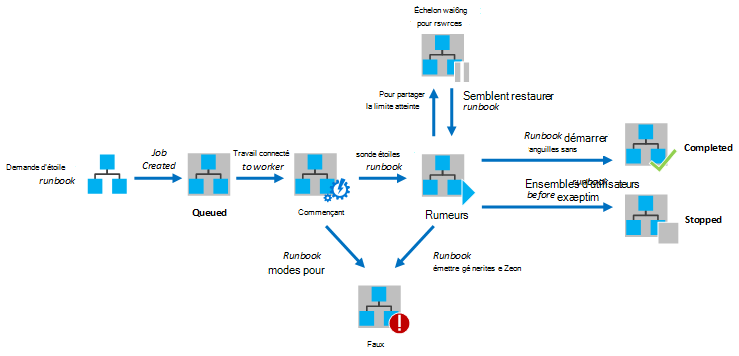 Échelon wai6ng
pour rswrces
Pour partager
la limite atteinte
Semblent restaurer
runbook
Demande d'étoile
runbook
Job
Created
Queued
Travail connecté
to worker
Commençant
sonde étoiles
runbook
Rumeurs
Runbook démarrer
anguilles sans
Completed
runbook
Ensembles d'utilisateurs
before exæptim
Stopped
Runbook
modes pour
Runbook
émettre gé nerites e Zeon
Faux